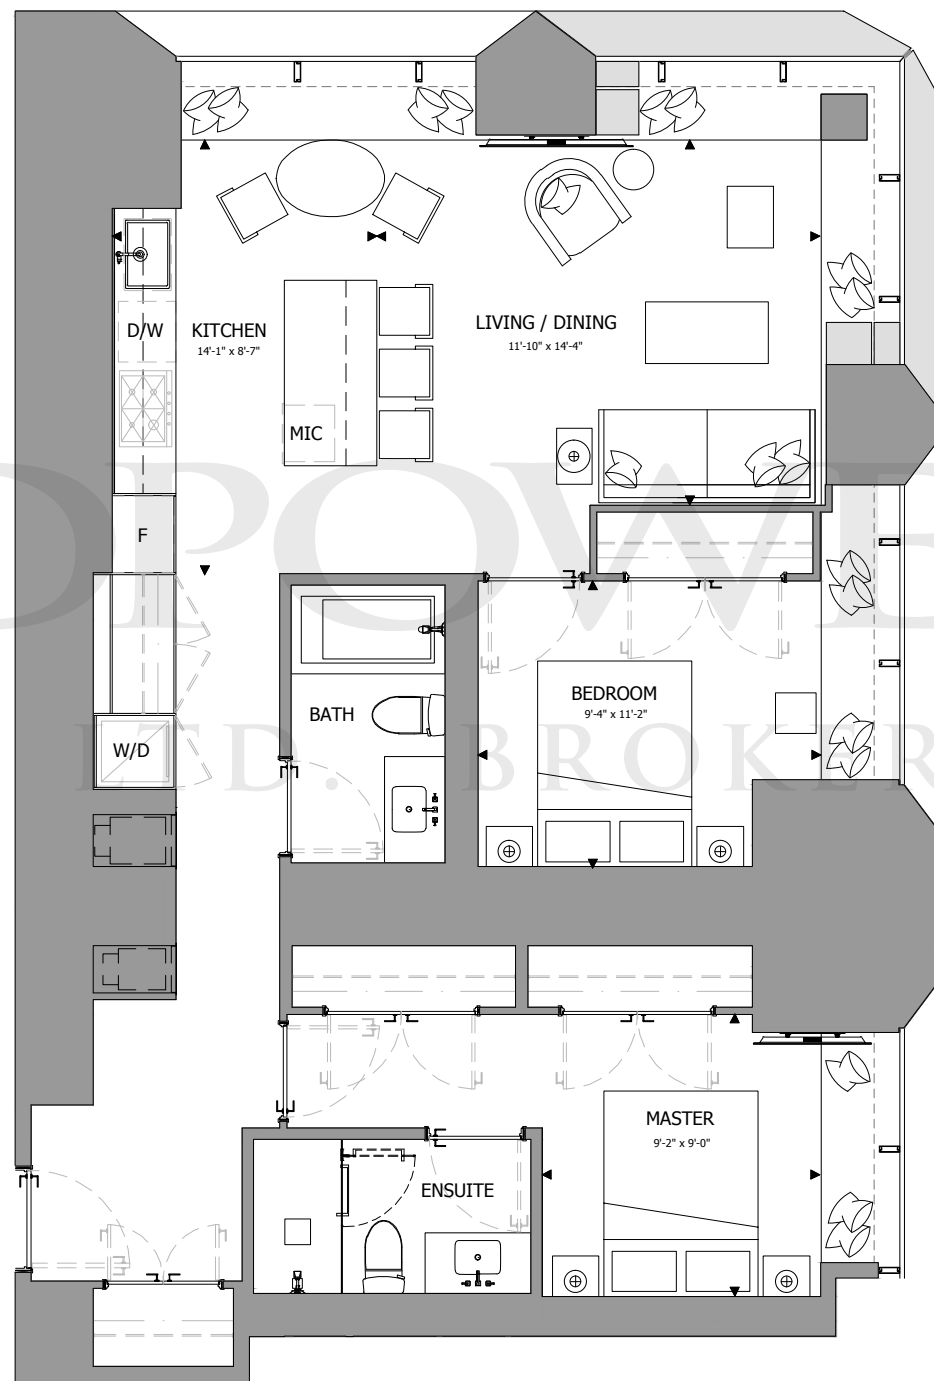 D/W
KITCHEN
14'-1" x 8'-7"
LIVING / DINING
11'-10" x 14'-4"
MIC
DPOWE
F
BEDROOM
9'-4" x 11'-2"
BATH
W/D
LTD. BROKER
MASTER
9'-2" x 9'-0"
ENSUITE